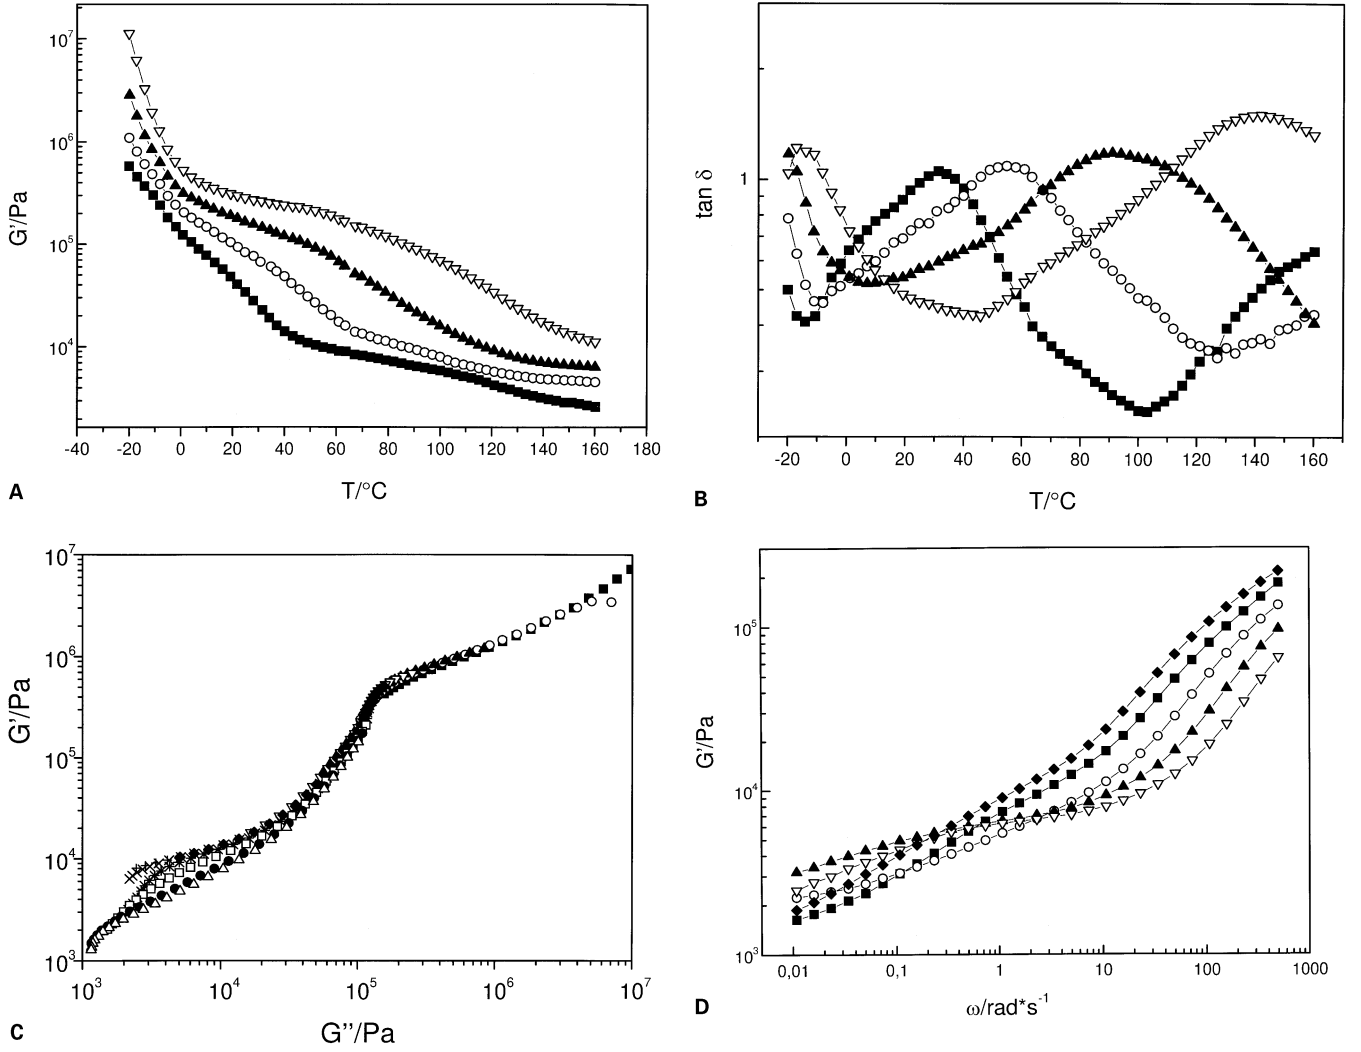 10⁷
10⁶
10⁵
10⁴
G'/Pa
-40 -20 0 20 40 60 80 100 120 140 160 180
T/°C
A
1
tan δ
-20 0 20 40 60 80 100 120 140 160
T/°C
B
10⁷
10⁶
10⁵
10⁴
10³
G'/Pa
10³ 10⁴ 10⁵ 10⁶ 10⁷
G''/Pa
C
10⁵
10⁴
10³
G'/Pa
0,01 0,1 1 10 100 1000
ω/rad*s⁻¹
D